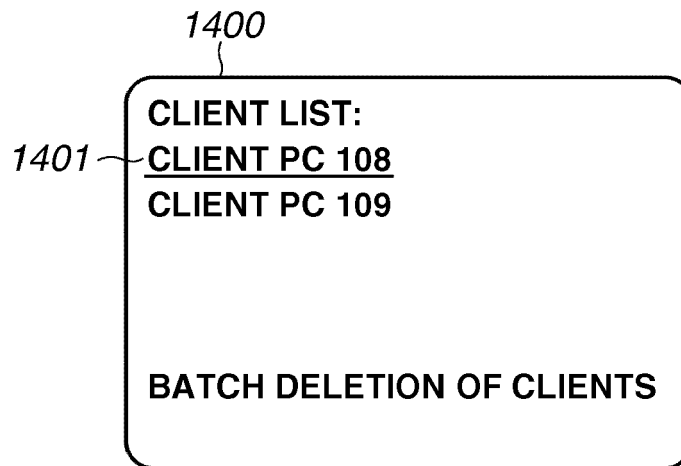 1400
CLIENT LIST:
1401 CLIENT PC 108
CLIENT PC 109
BATCH DELETION OF CLIENTS